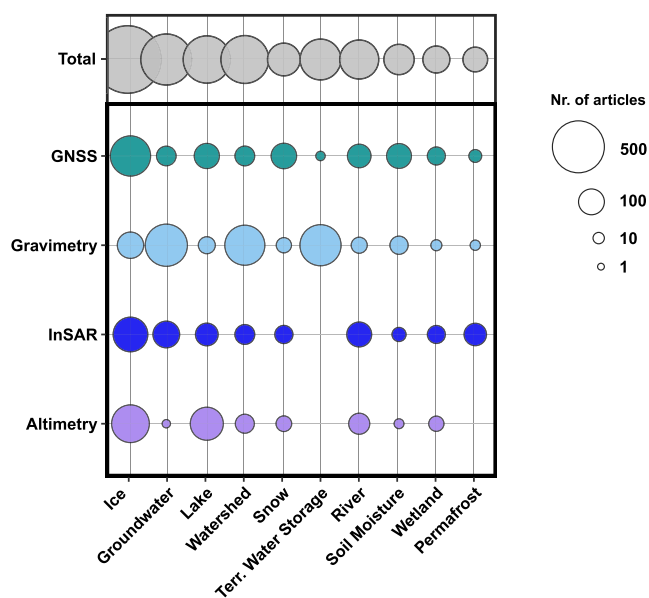 Total
GNSS
Gravimetry
InSAR
Altimetry
Ice
Groundwater
Lake
Watershed
Snow
Terr. Water Storage
River
Soil Moisture
Wetland
Permafrost
Nr. of articles
500
100
10
1